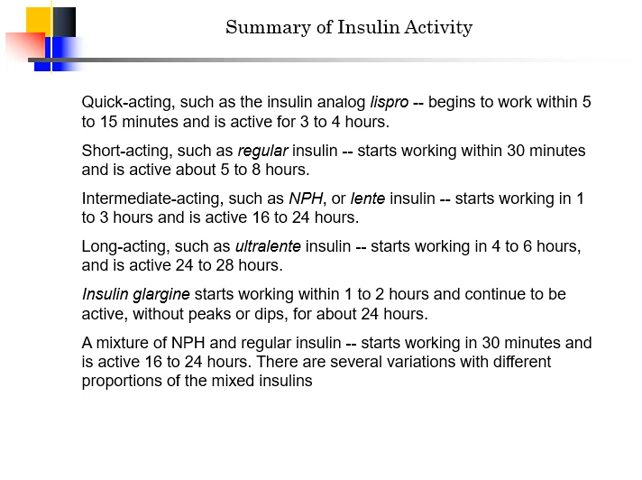 Summary of Insulin Activity
Quick-acting, such as the insulin analog lispro -- begins to work within 5
to 15 minutes and is active for 3 to 4 hours.
Short-acting, such as regular insulin -- starts working within 30 minutes
and is active about 5 to 8 hours.
Intermediate-acting, such as NPH, or lente insulin -- starts working in 1
to 3 hours and is active 16 to 24 hours.
Long-acting, such as ultralente insulin -- starts working in 4 to 6 hours,
and is active 24 to 28 hours.
Insulin glargine starts working within 1 to 2 hours and continue to be
active, without peaks or dips, for about 24 hours.
A mixture of NPH and regular insulin -- starts working in 30 minutes and
is active 16 to 24 hours. There are several variations with different
proportions of the mixed insulins